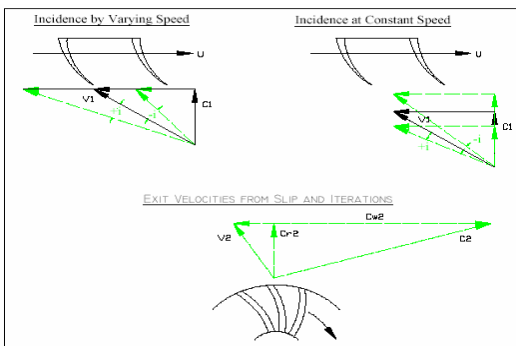 Incidence by Varying Speed
Incidence at Constant Speed
U
U
V1
+i
-i
C1
V1
+i
-i
C1
EXIT VELOCITIES FROM SLIP AND ITERATIONS
Cw2
V2
Cr2
C2